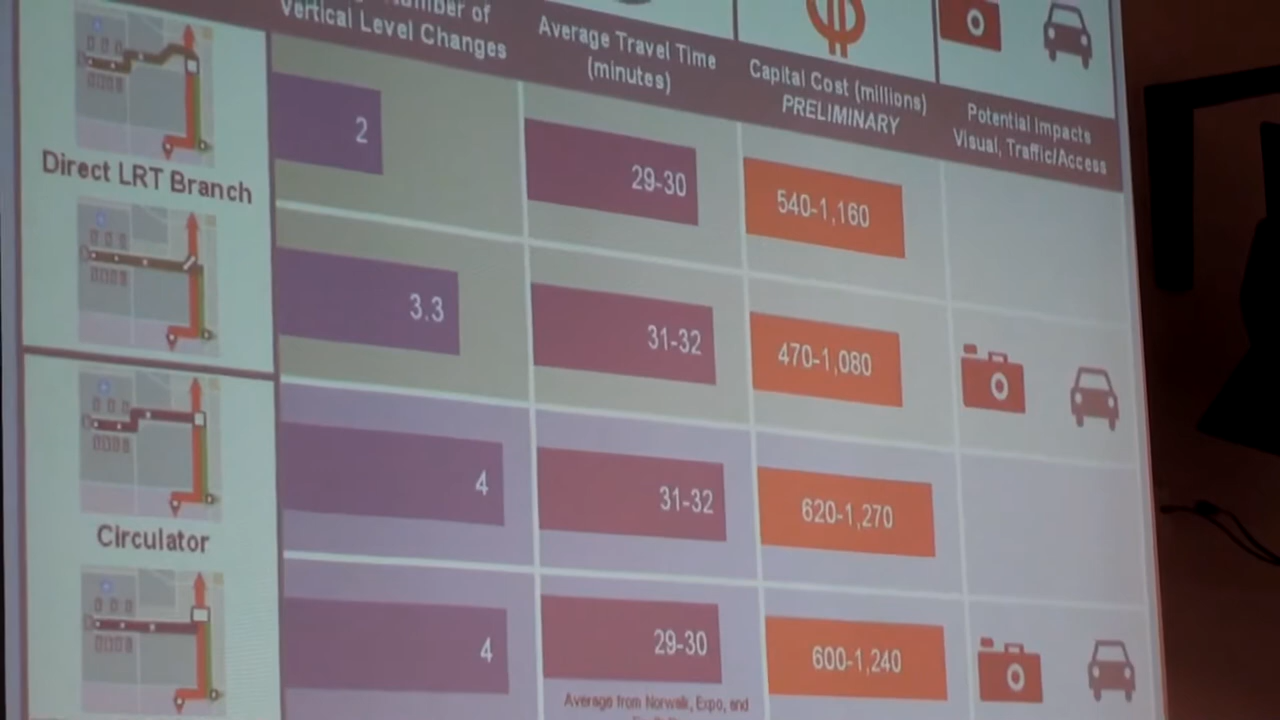 Number of
Vertical Level Changes
Average Travel Time
(minutes)
Capital Cost (millions)
PRELIMINARY
Potential Impacts
Visual, Traffic/Access
Direct LRT Branch
2
29-30
540-1,160
3.3
31-32
470-1,080
4
31-32
620-1,270
Circulator
4
29-30
600-1,240
Average from Norwalk, Expo, and